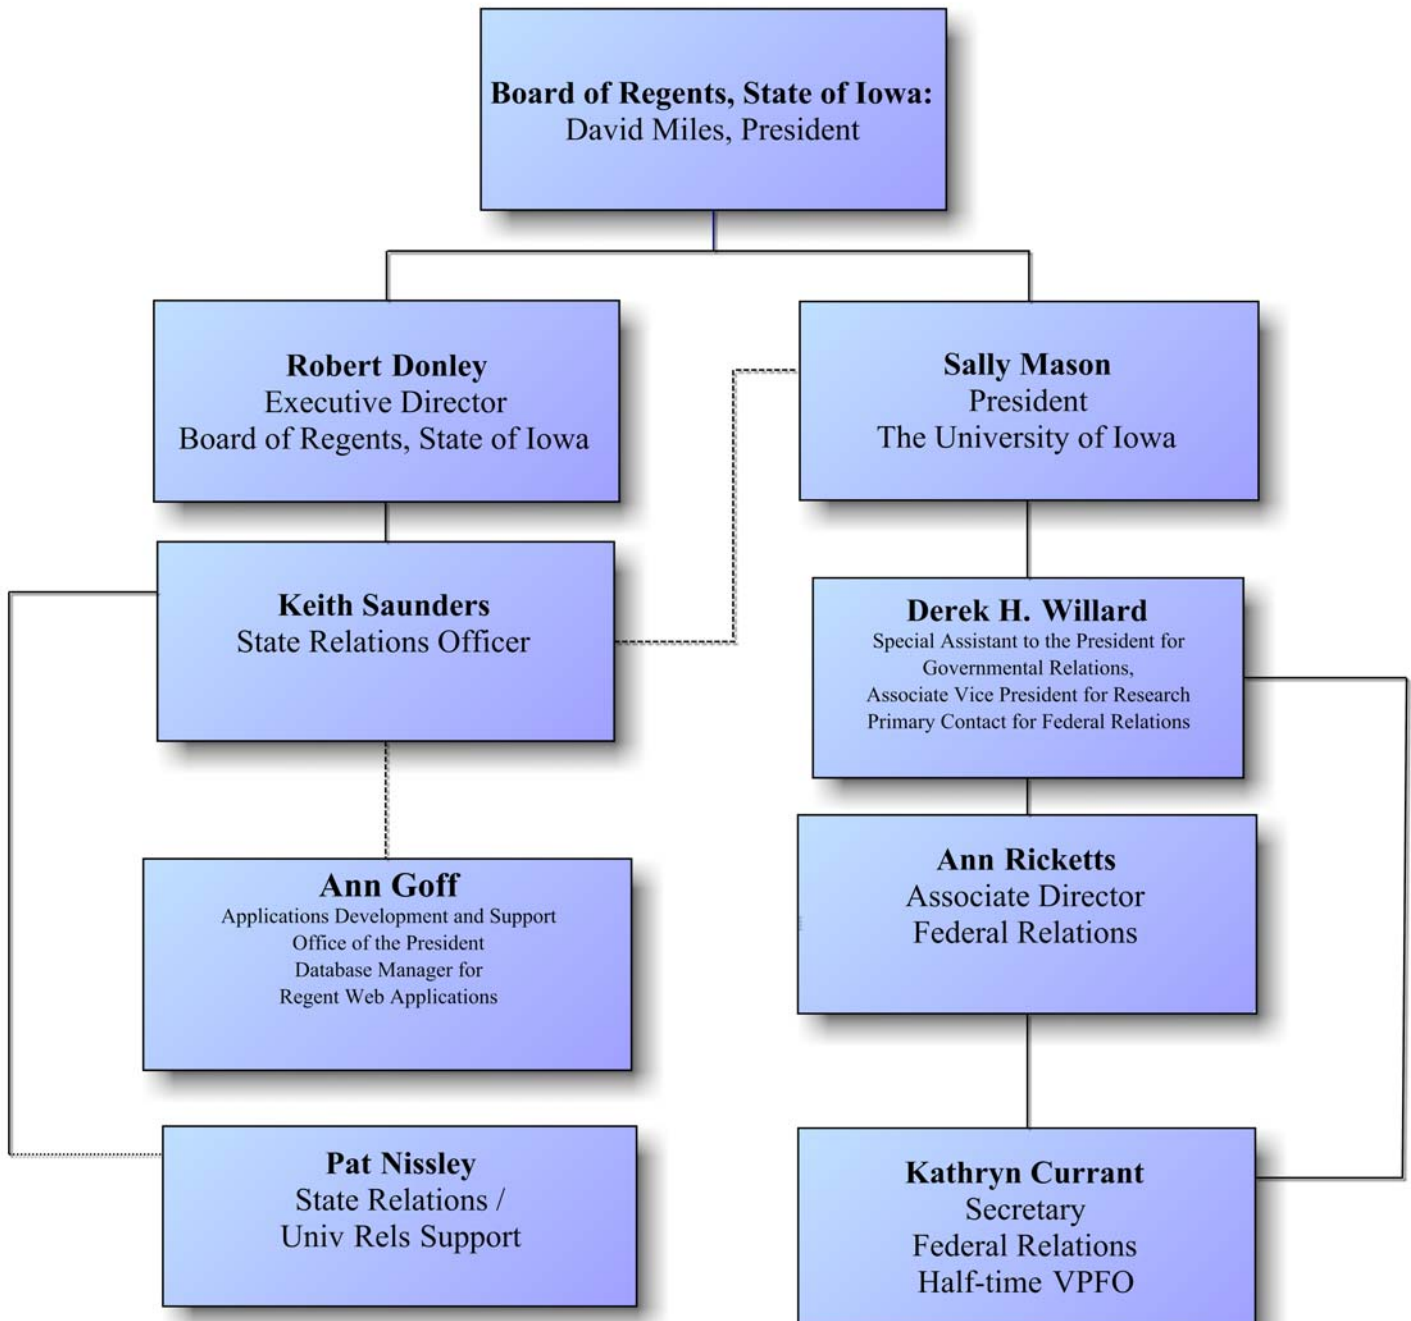 Board of Regents, State of Iowa:
David Miles, President
Robert Donley
Executive Director
Board of Regents, State of Iowa
Sally Mason
President
The University of Iowa
Keith Saunders
State Relations Officer
Derek H. Willard
Special Assistant to the President for
Governmental Relations,
Associate Vice President for Research
Primary Contact for Federal Relations
Ann Goff
Applications Development and Support
Office of the President
Database Manager for
Regent Web Applications
Ann Ricketts
Associate Director
Federal Relations
Pat Nissley
State Relations /
Univ Rels Support
Kathryn Currant
Secretary
Federal Relations
Half-time VPFO